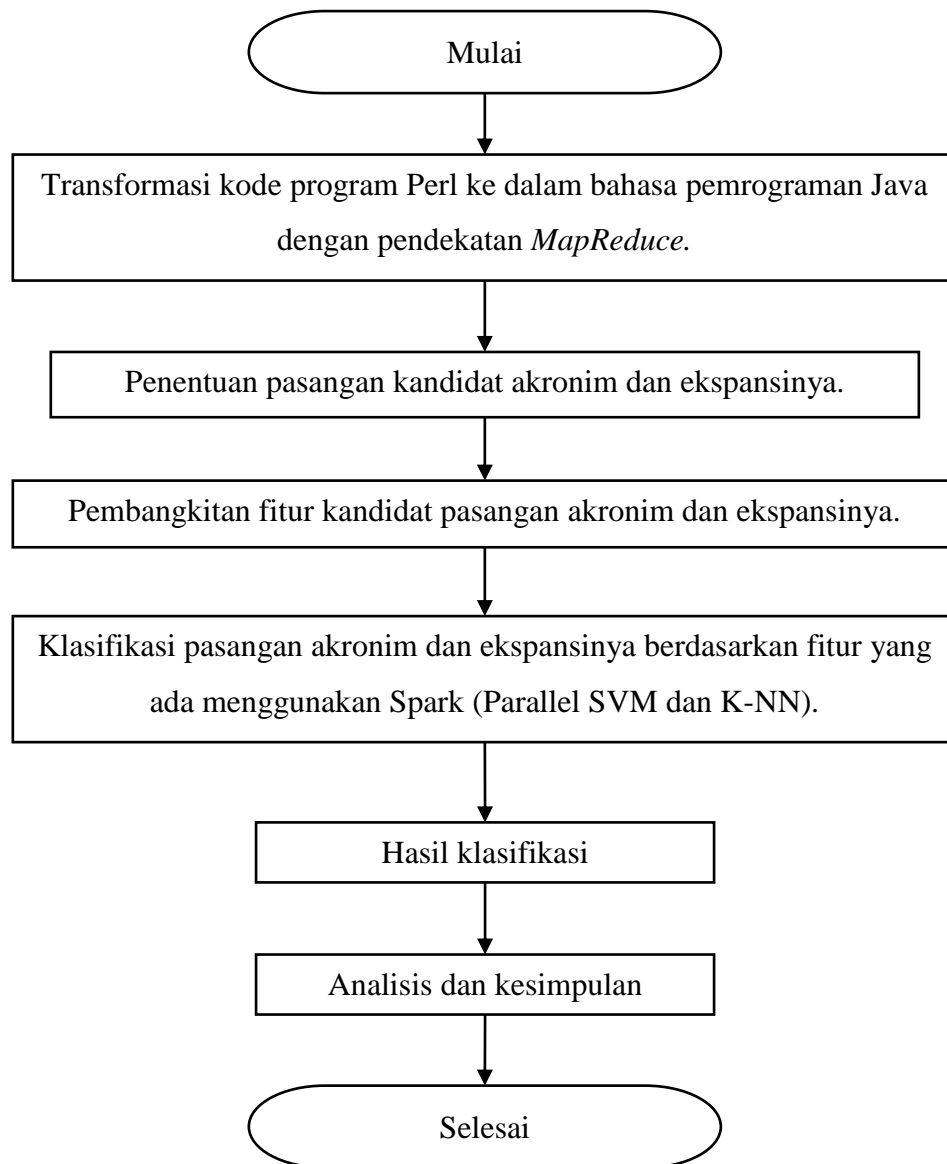 Mulai
Transformasi kode program Perl ke dalam bahasa pemrograman Java
dengan pendekatan MapReduce.
Penentuan pasangan kandidat akronim dan ekspansinya.
Pembangkitan fitur kandidat pasangan akronim dan ekspansinya.
Klasifikasi pasangan akronim dan ekspansinya berdasarkan fitur yang
ada menggunakan Spark (Parallel SVM dan K-NN).
Hasil klasifikasi
Analisis dan kesimpulan
Selesai